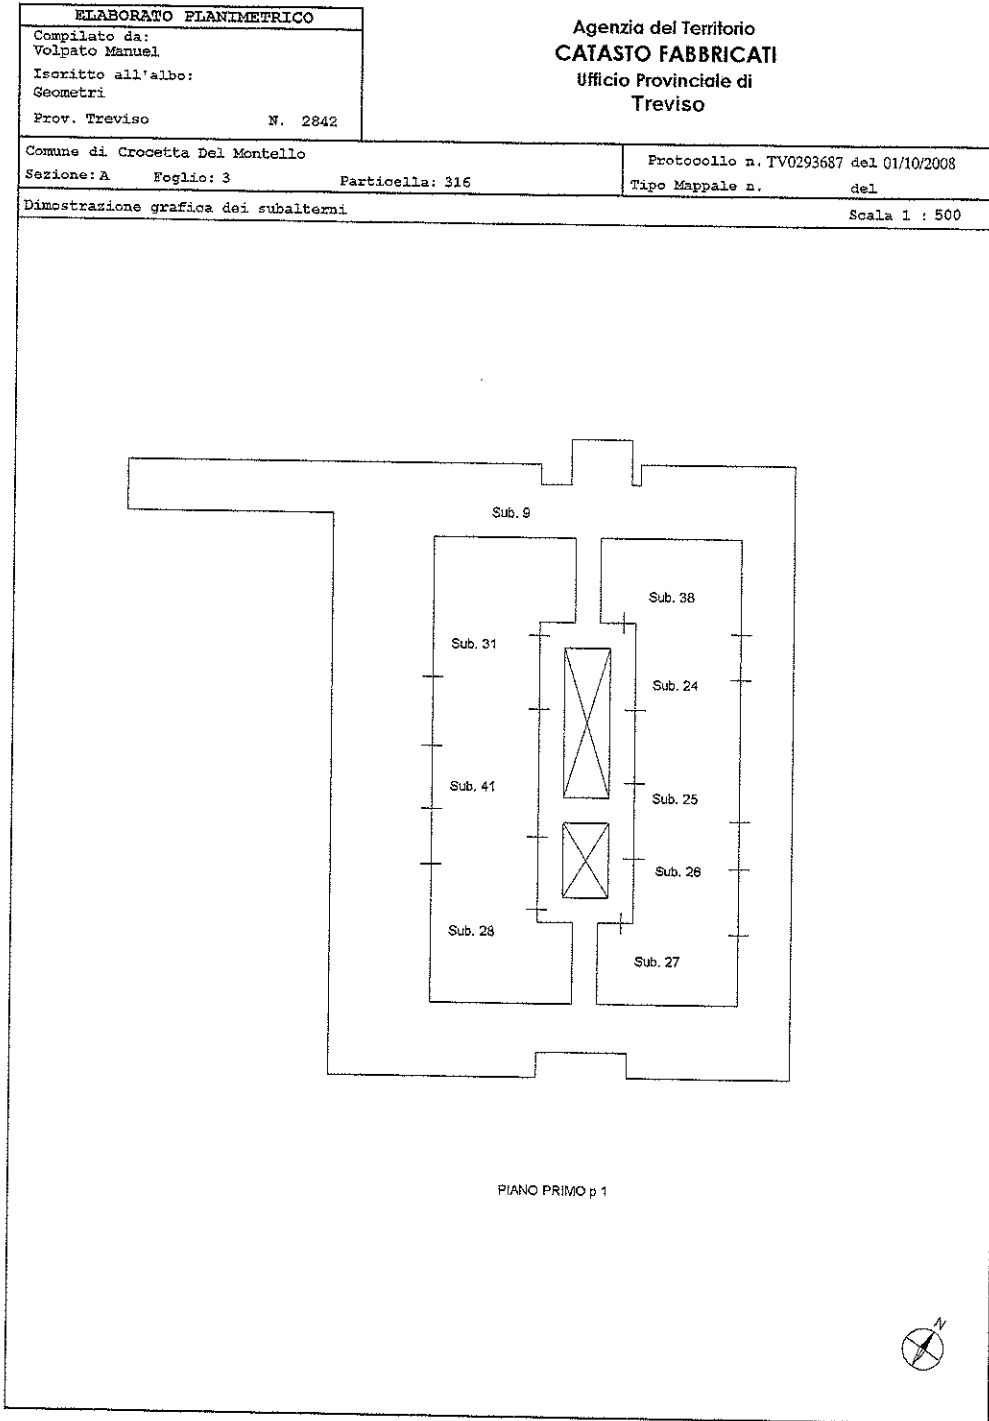 ELABORATO PLANIMETRICO
Compilato da:
Volpato Manuel
Iscritto all'albo:
Geometri
Prov. Treviso N. 2842
Agenzia del Territorio
CATASTO FABBRICATI
Ufficio Provinciale di
Treviso
Comune di Crocetta Del Montello
Sezione: A Foglio: 3 Particella: 316
Protocollo n. TV0293687 del 01/10/2008
Tipo Mappale n. del
Dimostrazione grafica dei subalterni Scala 1 : 500
Sub. 9
Sub. 38
Sub. 31
Sub. 24
Sub. 41
Sub. 25
Sub. 26
Sub. 28
Sub. 27
PIANO PRIMO p 1
N